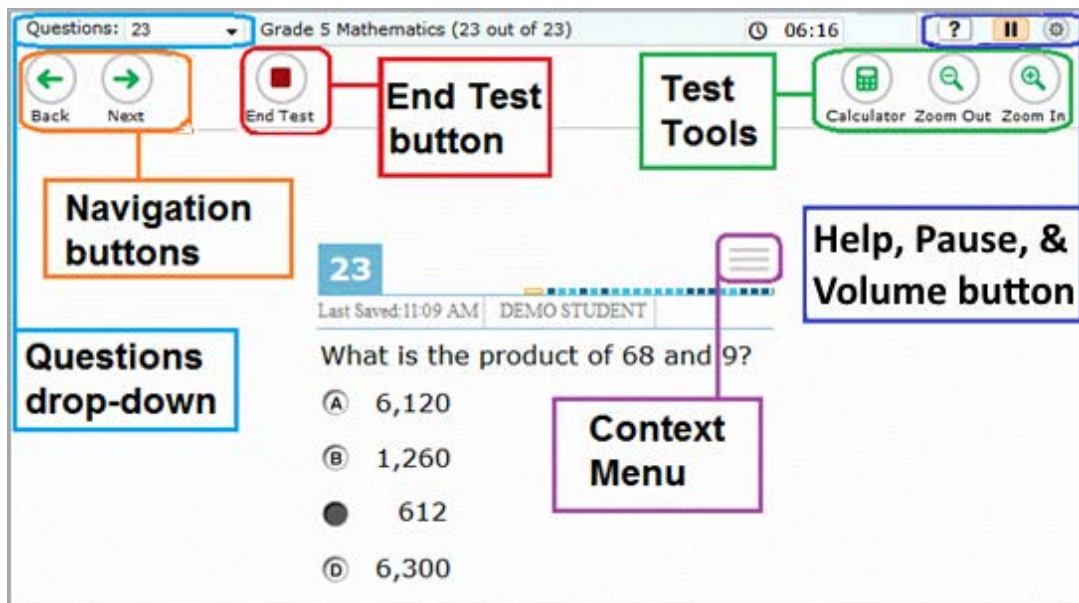 Questions: 23 Grade 5 Mathematics (23 out of 23) 06:16 ?
Back Next End Test Calculator Zoom Out Zoom In
End Test
button
Test
Tools
Navigation
buttons
Help, Pause, &
Volume button
23
Last Saved:11:09 AM DEMO STUDENT
Questions
drop-down
What is the product of 68 and 9?
A 6,120
B 1,260
612
D 6,300
Context
Menu